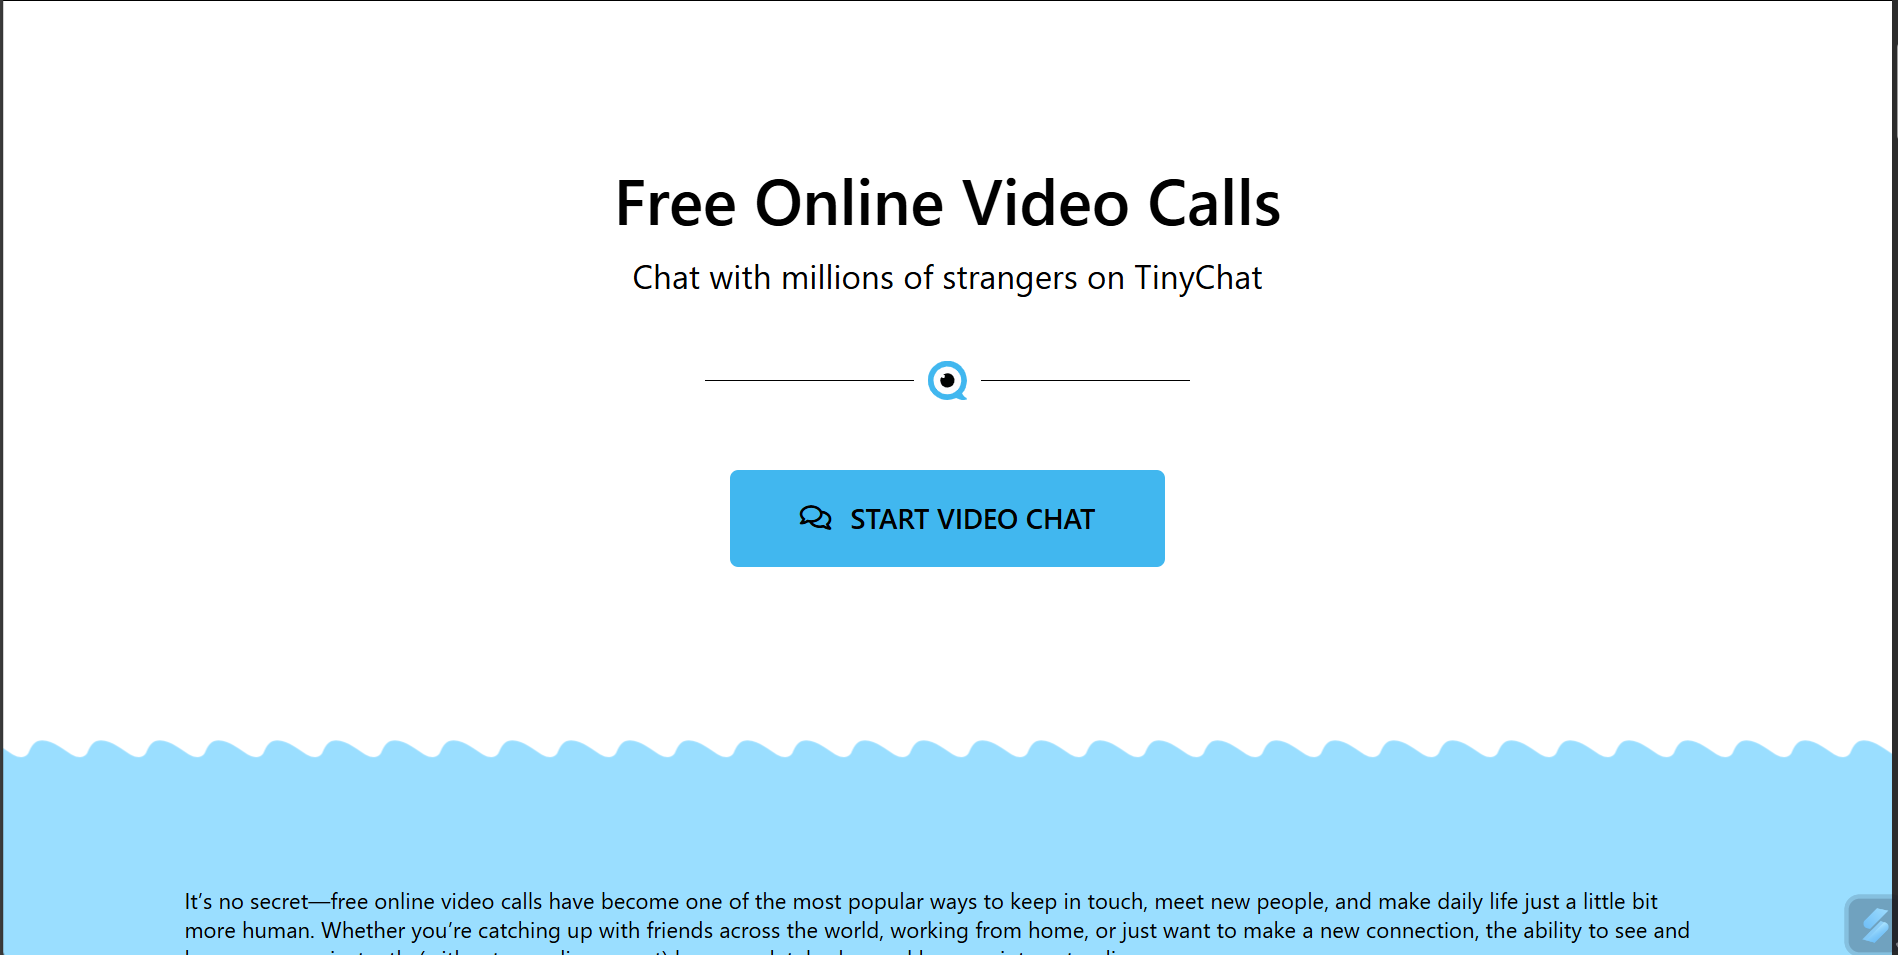 Free Online Video Calls
Chat with millions of strangers on TinyChat
START VIDEO CHAT
It’s no secret—free online video calls have become one of the most popular ways to keep in touch, meet new people, and make daily life just a little bit
more human. Whether you’re catching up with friends across the world, working from home, or just want to make a new connection, the ability to see and